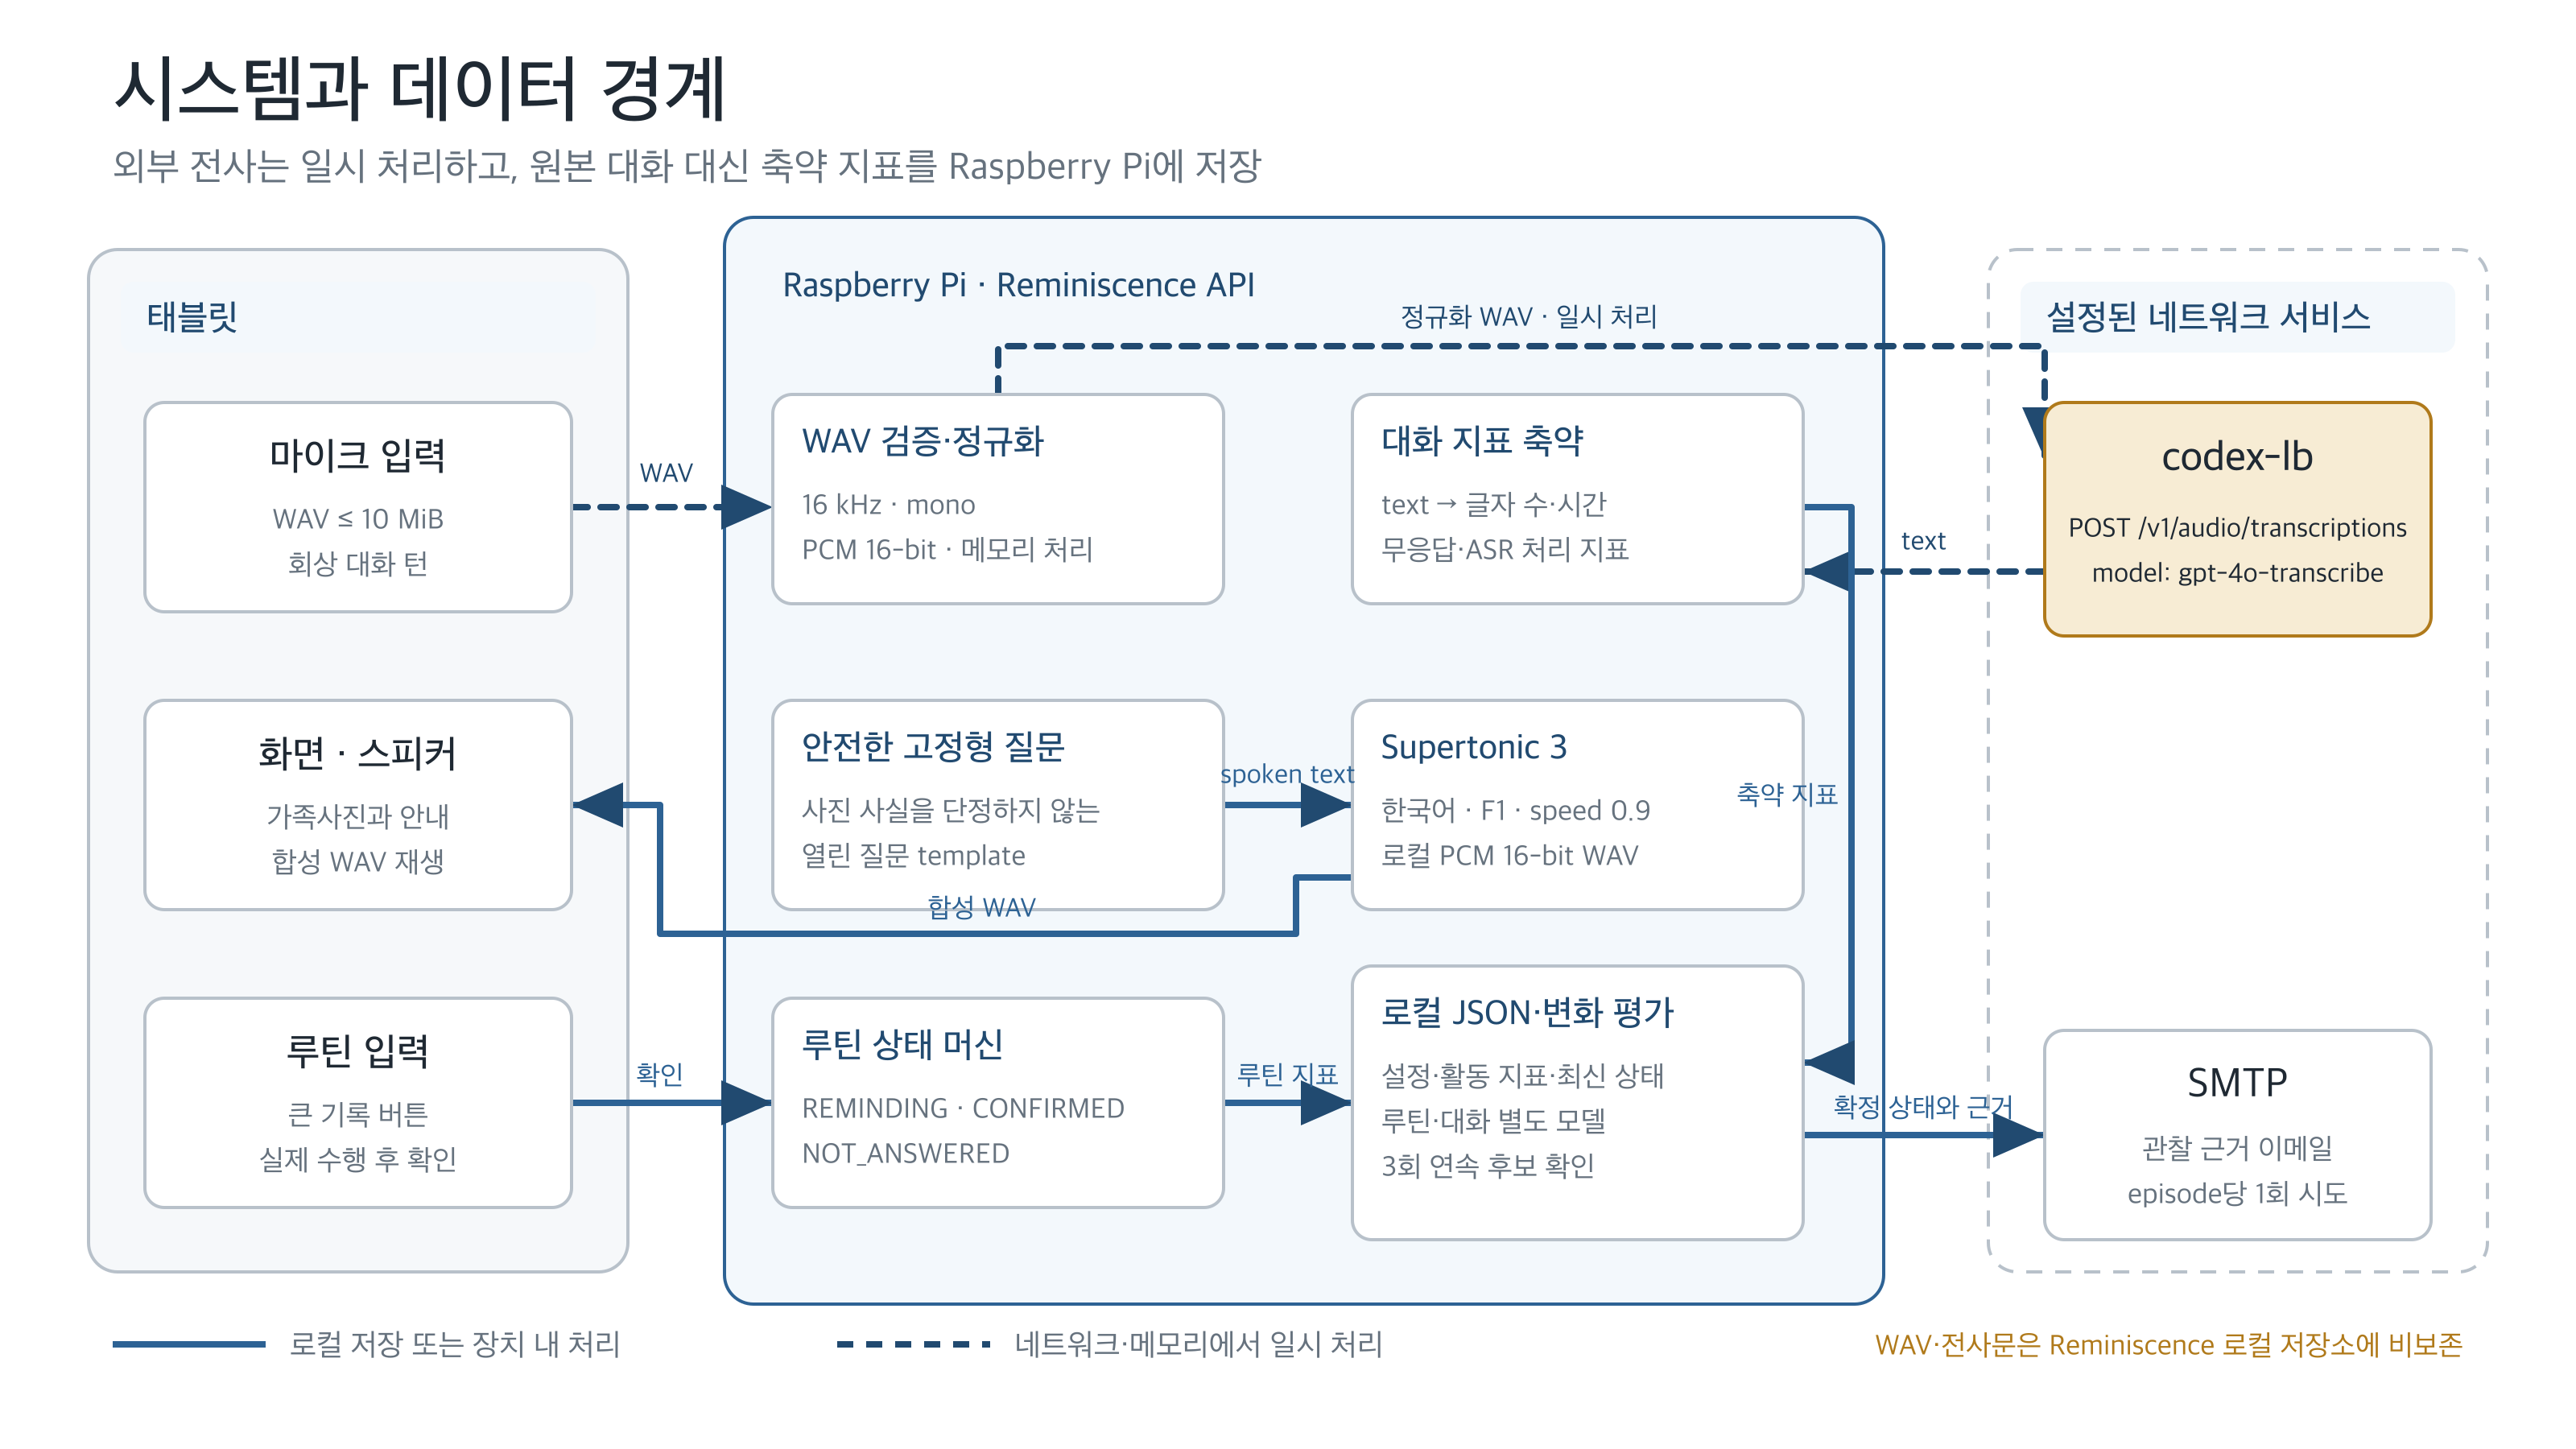 시스템과 데이터 경계
외부 전사는 일시 처리하고, 원본 대화 대신 축약 지표를 Raspberry Pi에 저장
태블릿
마이크 입력
WAV ≤ 10 MiB
회상 대화 턴
화면 · 스피커
가족사진과 안내
합성 WAV 재생
루틴 입력
큰 기록 버튼
실제 수행 후 확인
WAV
확인
Raspberry Pi · Reminiscence API
정규화 WAV · 일시 처리
WAV 검증·정규화
16 kHz · mono
PCM 16-bit · 메모리 처리
대화 지표 축약
text → 글자 수·시간
무응답·ASR 처리 지표
안전한 고정형 질문
사진 사실을 단정하지 않는
열린 질문 template
spoken text
Supertonic 3
한국어 · F1 · speed 0.9
로컬 PCM 16-bit WAV
축약 지표
합성 WAV
루틴 상태 머신
REMINDING · CONFIRMED
NOT_ANSWERED
루틴 지표
로컬 JSON·변화 평가
설정·활동 지표·최신 상태
루틴·대화 별도 모델
3회 연속 후보 확인
text
확정 상태와 근거
설정된 네트워크 서비스
codex-lb
POST /v1/audio/transcriptions
model: gpt-4o-transcribe
SMTP
관찰 근거 이메일
episode당 1회 시도
로컬 저장 또는 장치 내 처리
네트워크·메모리에서 일시 처리
WAV·전사문은 Reminiscence 로컬 저장소에 비보존